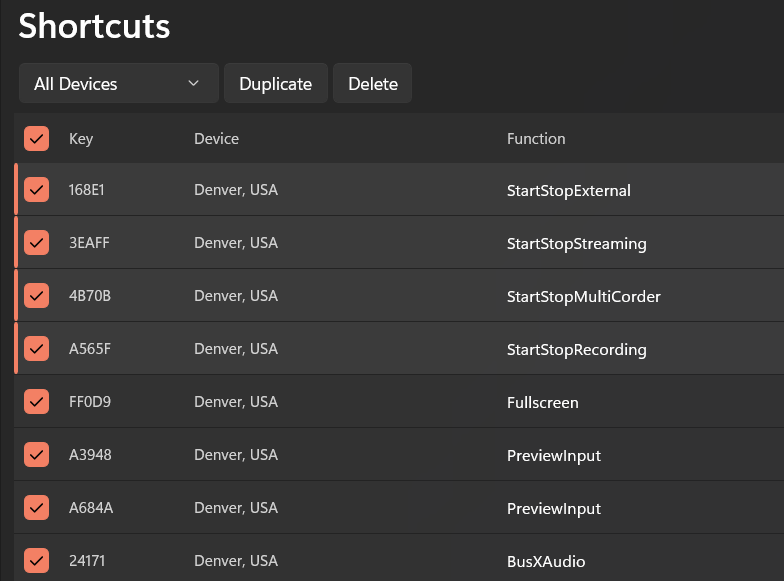 Shortcuts
All Devices Duplicate Delete
Key Device Function
168E1 Denver, USA StartStopExternal
3EAFF Denver, USA StartStopStreaming
4B70B Denver, USA StartStopMultiCorder
A565F Denver, USA StartStopRecording
FF0D9 Denver, USA Fullscreen
A3948 Denver, USA PreviewInput
A684A Denver, USA PreviewInput
24171 Denver, USA BusXAudio